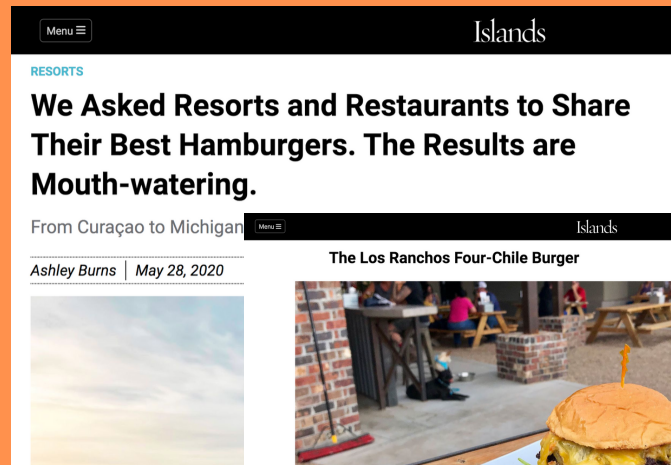 Menu ☰
Islands
RESORTS
We Asked Resorts and Restaurants to Share
Their Best Hamburgers. The Results are
Mouth-watering.
From Curaçao to Michigan
Ashley Burns | May 28, 2020
Menu ☰
Islands
The Los Ranchos Four-Chile Burger